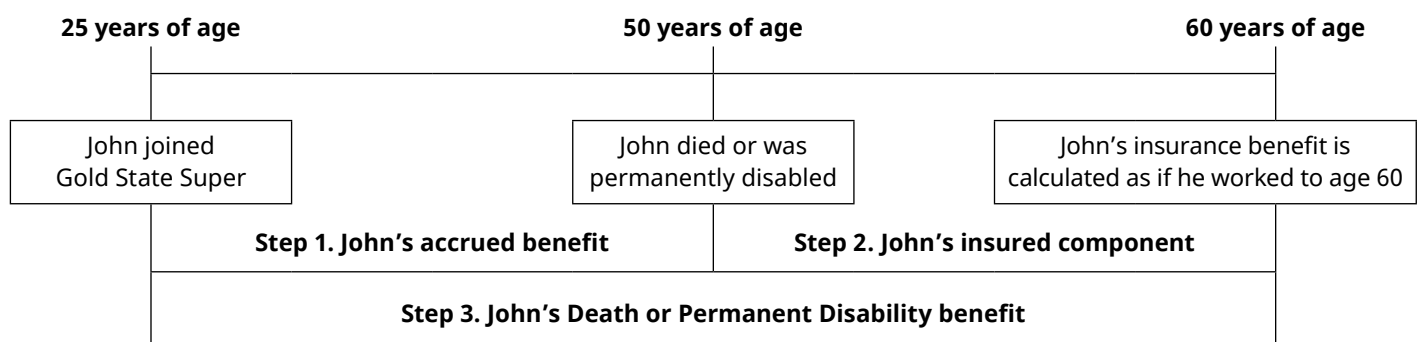 25 years of age
50 years of age
60 years of age
John joined
Gold State Super
John died or was
permanently disabled
John’s insurance benefit is
calculated as if he worked to age 60
Step 1. John’s accrued benefit
Step 2. John’s insured component
Step 3. John’s Death or Permanent Disability benefit